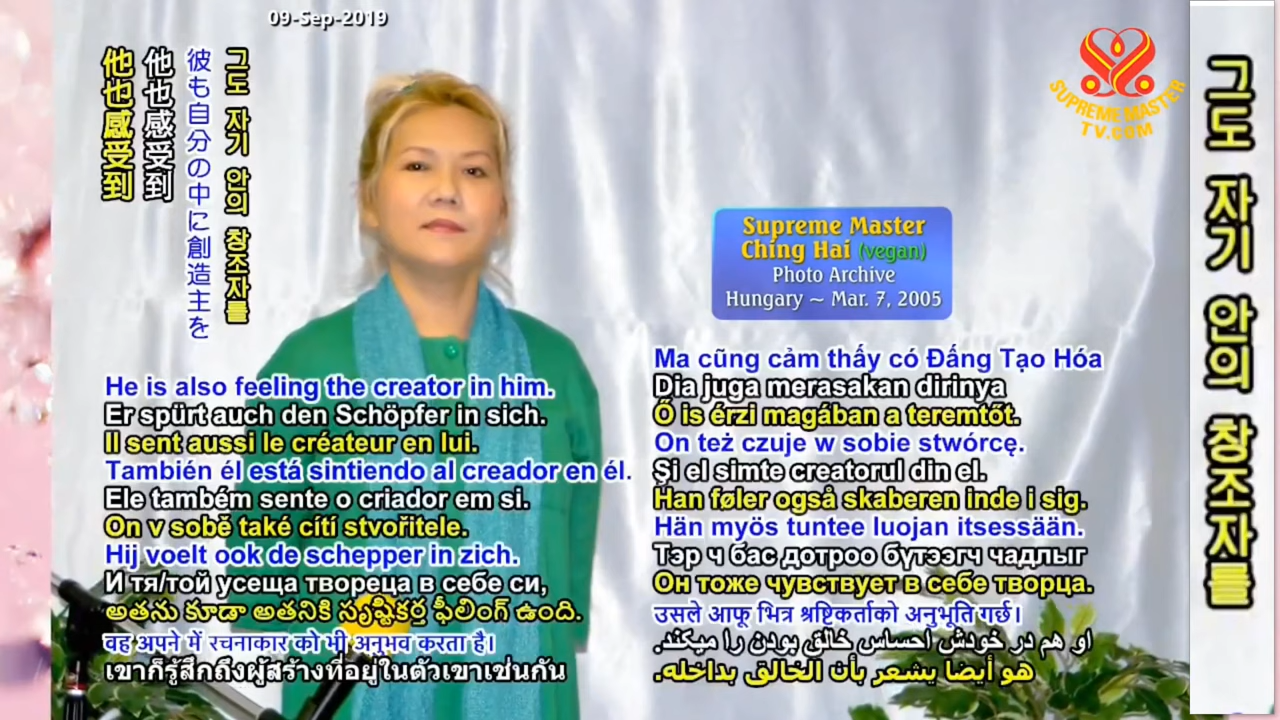 09-Sep-2019
他也感受到
他也感受到
彼も自分の中に創造主を
그도 자기 안의 창조자를
SUPREME MASTER
TV.COM
Supreme Master
Ching Hai (vegan)
Photo Archive
Hungary ~ Mar. 7, 2005
He is also feeling the creator in him.
Er spürt auch den Schöpfer in sich.
Il sent aussi le créateur en lui.
También él está sintiendo al creador en él.
Ele também sente o criador em si.
On v sobě také cítí stvořitele.
Hij voelt ook de schepper in zich.
И тя/той усеща твореца в себе си,
అతను కూడా అతనికి సృష్టికర్త ఫీలింగ్ ఉంది.
वह अपने में रचनाकार को भी अनुभव करता है।
เขาก็รู้สึกถึงผู้สร้างที่อยู่ในตัวเขาเช่นกัน
Ma cũng cảm thấy có Đấng Tạo Hóa
Dia juga merasakan dirinya
Ő is érzi magában a teremtőt.
On też czuje w sobie stwórcę.
Şi el simte creatorul din el.
Han føler også skaberen inde i sig.
Hän myös tuntee luojan itsessään.
Тэр ч бас дотроо бүтээгч чадлыг
Он тоже чувствует в себе творца.
उसले आफू भित्र श्रष्टिकर्ताको अनुभूति गर्छ।
او هم در خودش احساس خالق بودن را میکند.
هو أيضا يشعر بأن الخالق بداخله.
그도 자기 안의 창조자를